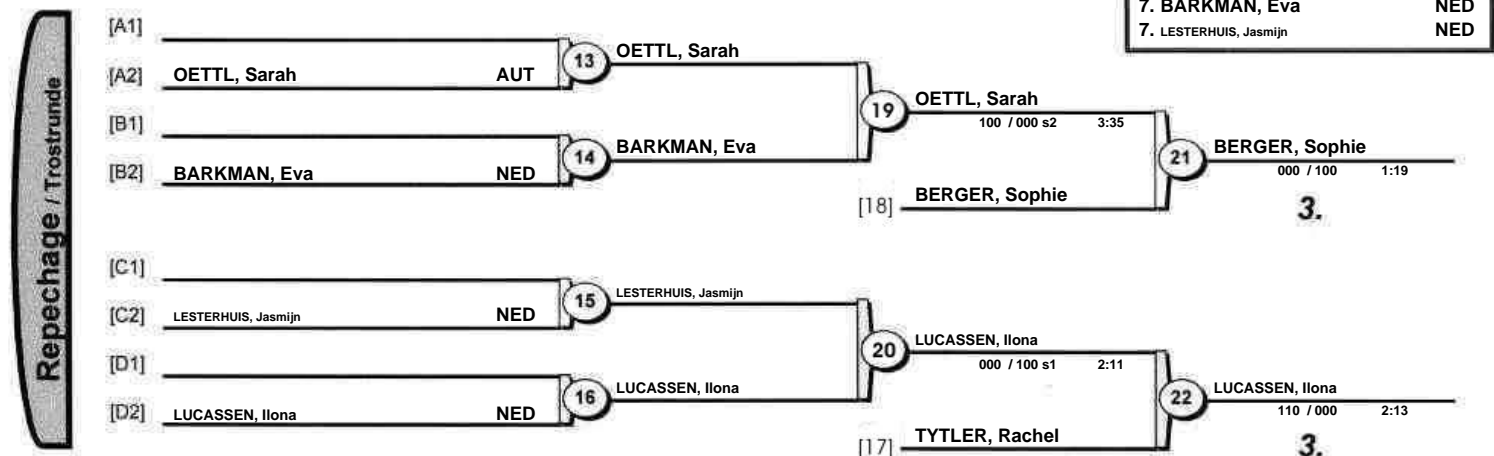 7. BARKMAN, Eva NED
7. LESTERHUIS, Jasmijn NED
Repechage / Trostrunde
[A1]
[A2] OETTL, Sarah AUT
13 OETTL, Sarah
[B1]
[B2] BARKMAN, Eva NED
14 BARKMAN, Eva
19 OETTL, Sarah
100 / 000 s2 3:35
[18] BERGER, Sophie
21 BERGER, Sophie
000 / 100 1:19
3.
[C1]
[C2] LESTERHUIS, Jasmijn NED
15 LESTERHUIS, Jasmijn
[D1]
[D2] LUCASSEN, Ilona NED
16 LUCASSEN, Ilona
20 LUCASSEN, Ilona
000 / 100 s1 2:11
[17] TYTLER, Rachel
22 LUCASSEN, Ilona
110 / 000 2:13
3.